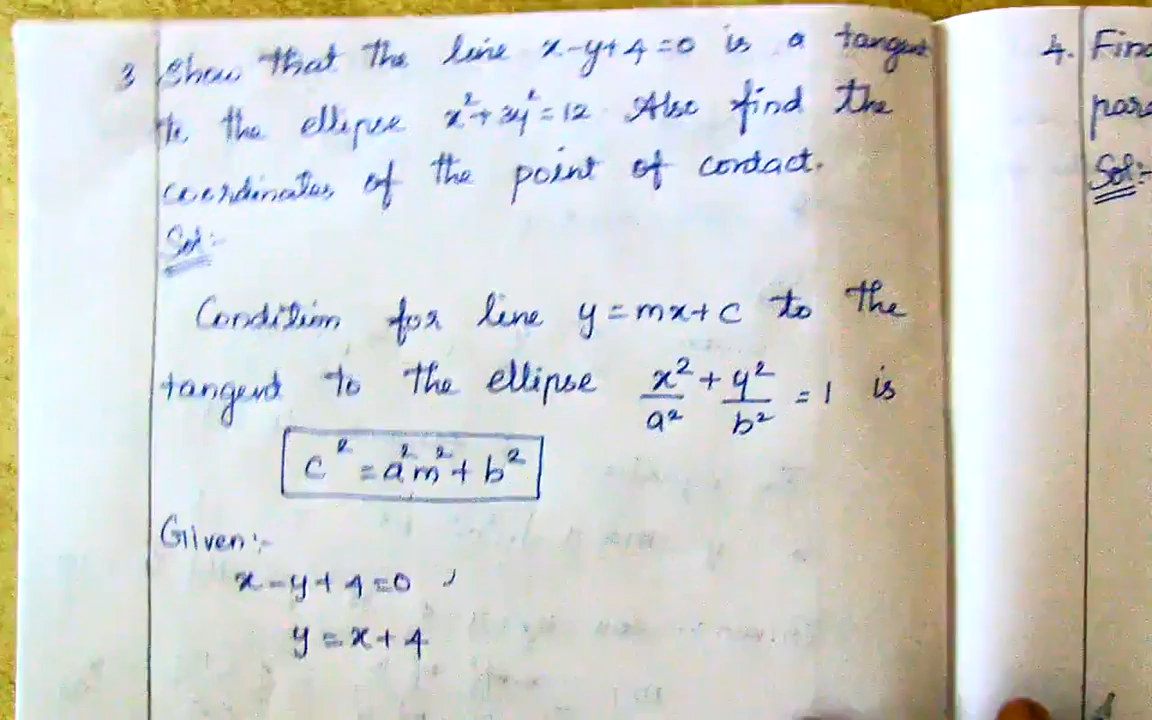 3 Show that the line x-y+4=0 is a tangent
to the ellipse x²+3y²=12. Also find the
coordinates of the point of contact.
Sol:-
Condition for line y=mx+c to the
tangent to the ellipse x²/a² + y²/b² = 1 is
c² = a²m² + b²
Given:-
x-y+4=0 ,
y=x+4
4. Find
para
Sol:-